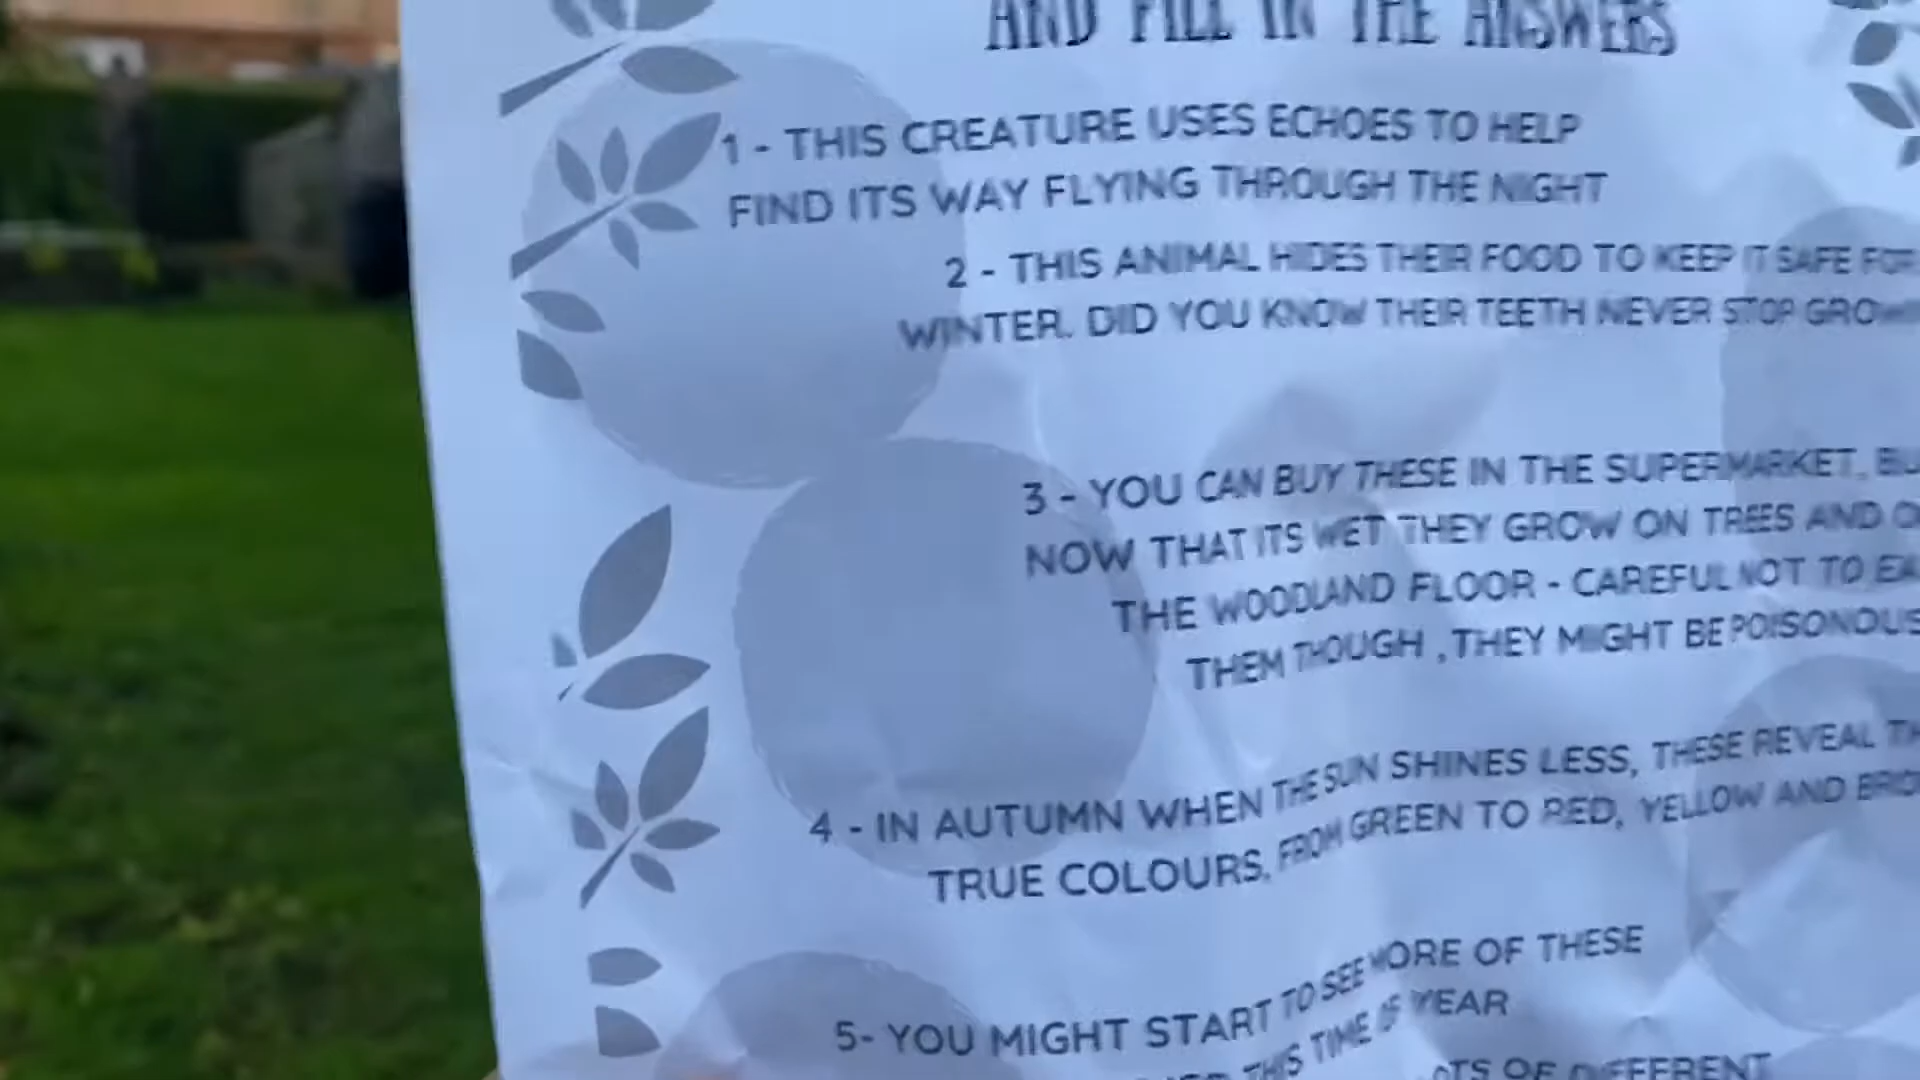 AND FILL IN THE ANSWERS
1 - THIS CREATURE USES ECHOES TO HELP
FIND ITS WAY FLYING THROUGH THE NIGHT
2 - THIS ANIMAL HIDES THEIR FOOD TO KEEP IT SAFE FOR
WINTER. DID YOU KNOW THEIR TEETH NEVER STOP
3 - YOU CAN BUY THESE IN THE SUPERMARKET,
NOW THAT ITS WET THEY GROW ON TREES AND
THE WOODLAND FLOOR - CAREFUL NOT TO
THEM THOUGH , THEY MIGHT BE POISONOUS
4 - IN AUTUMN WHEN THE SUN SHINES LESS, THESE REVEAL
TRUE COLOURS, FROM GREEN TO RED, YELLOW AND
5- YOU MIGHT START TO SEE MORE OF THESE
THIS TIME OF YEAR
OF DIFFERENT